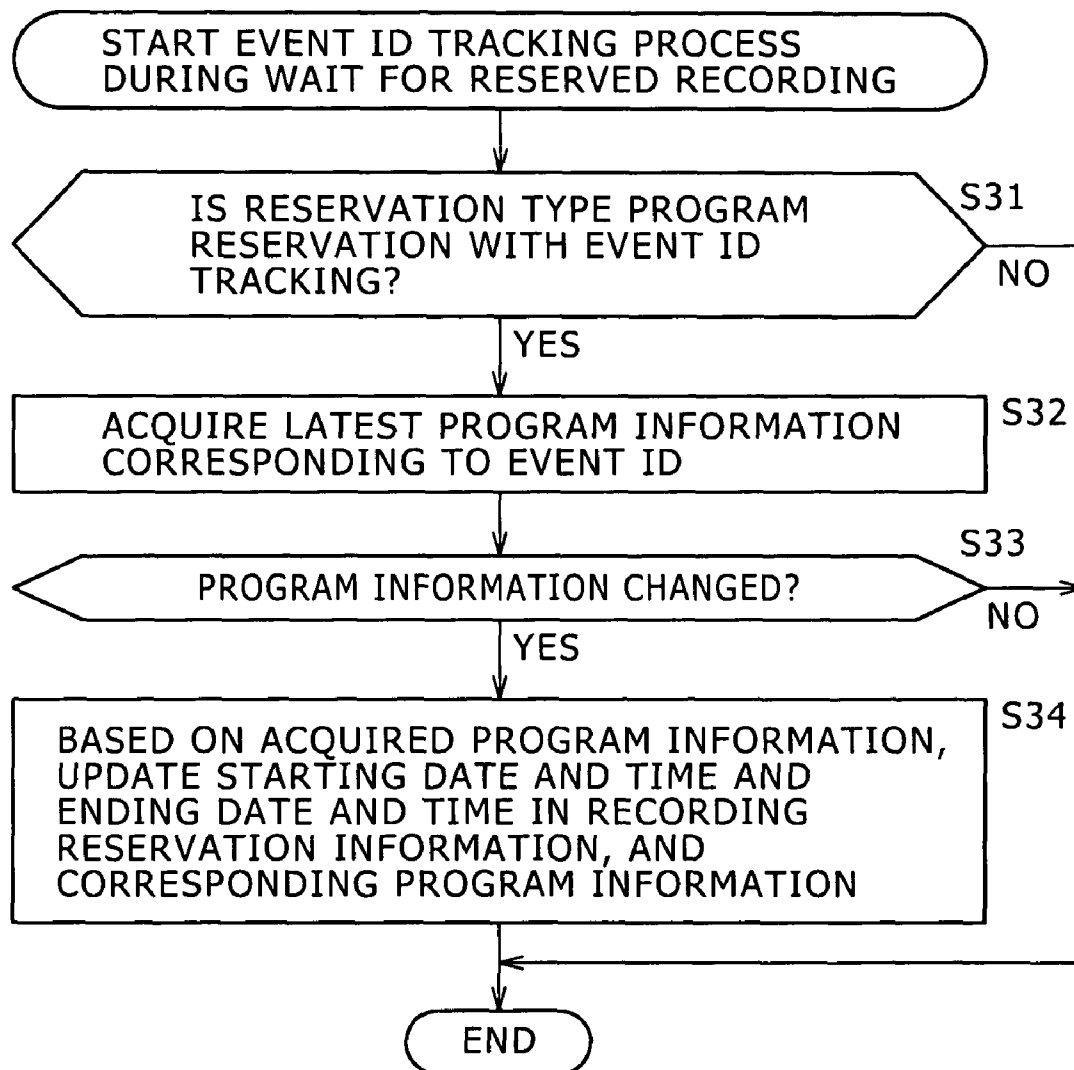 START EVENT ID TRACKING PROCESS
DURING WAIT FOR RESERVED RECORDING
IS RESERVATION TYPE PROGRAM
RESERVATION WITH EVENT ID
TRACKING?
S31
NO
YES
ACQUIRE LATEST PROGRAM INFORMATION
CORRESPONDING TO EVENT ID
S32
PROGRAM INFORMATION CHANGED?
S33
NO
YES
BASED ON ACQUIRED PROGRAM INFORMATION,
UPDATE STARTING DATE AND TIME AND
ENDING DATE AND TIME IN RECORDING
RESERVATION INFORMATION, AND
CORRESPONDING PROGRAM INFORMATION
S34
END